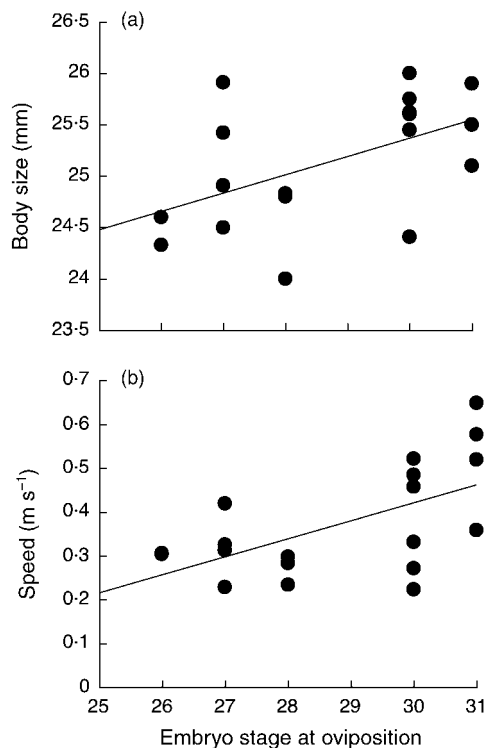 (a)
26·5
26
25·5
25
24·5
24
23·5
Body size (mm)
(b)
0·7
0·6
0·5
0·4
0·3
0·2
0·1
0
Speed (m s⁻¹)
25 26 27 28 29 30 31
Embryo stage at oviposition